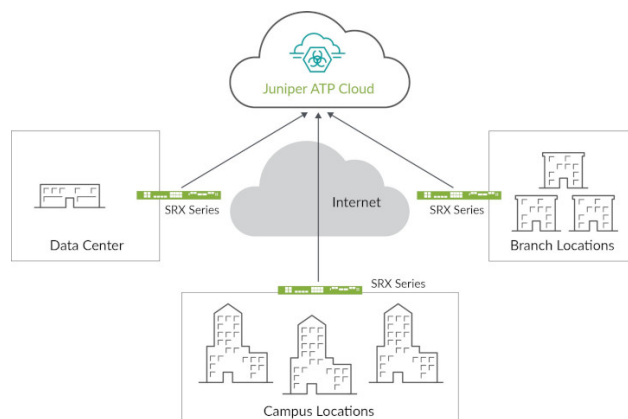 Juniper ATP Cloud
Internet
SRX Series
SRX Series
Data Center
Branch Locations
SRX Series
Campus Locations